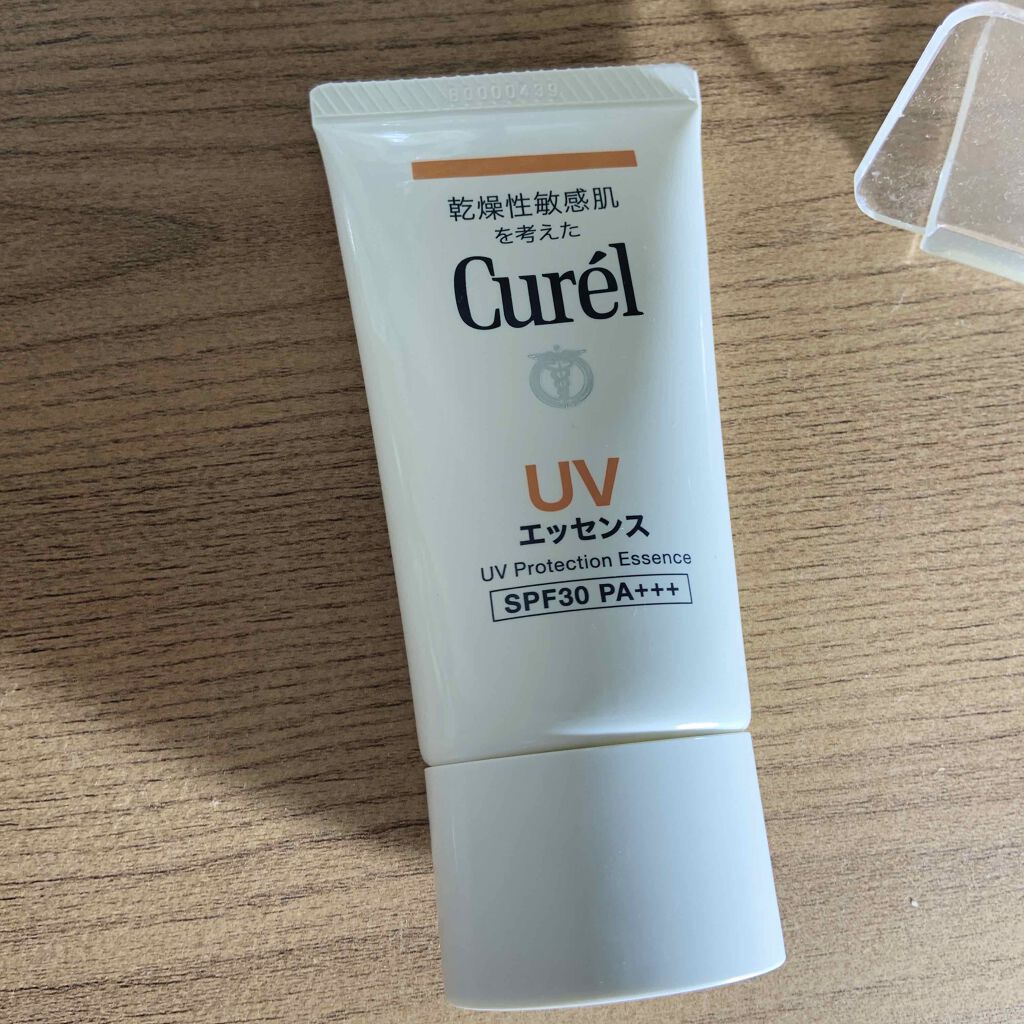 80000439
乾燥性敏感肌
を考えた
Curél
UV
エッセンス
UV Protection Essence
SPF30 PA+++